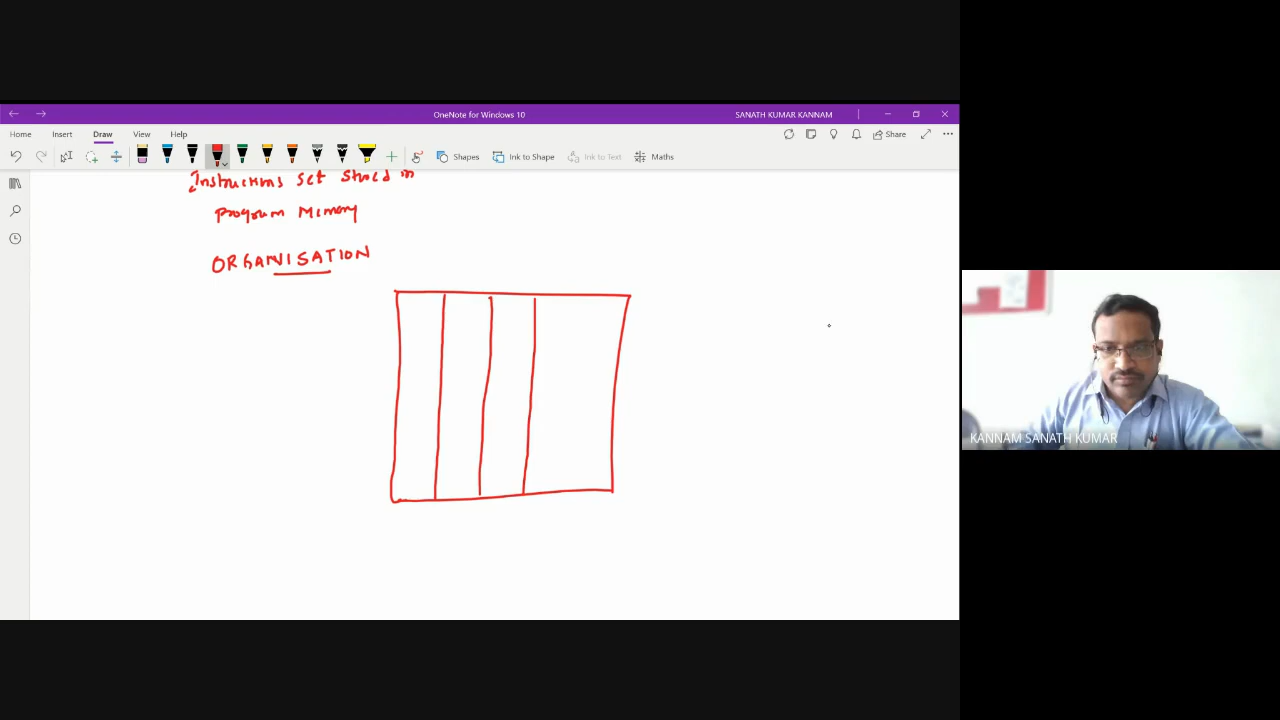 OneNote for Windows 10
SANATH KUMAR KANNAM
Home Insert Draw View Help
Share
Shapes Ink to Shape Ink to Text Maths
Instructions set stored in
program Memory
ORGANISATION
KANNAM SANATH KUMAR